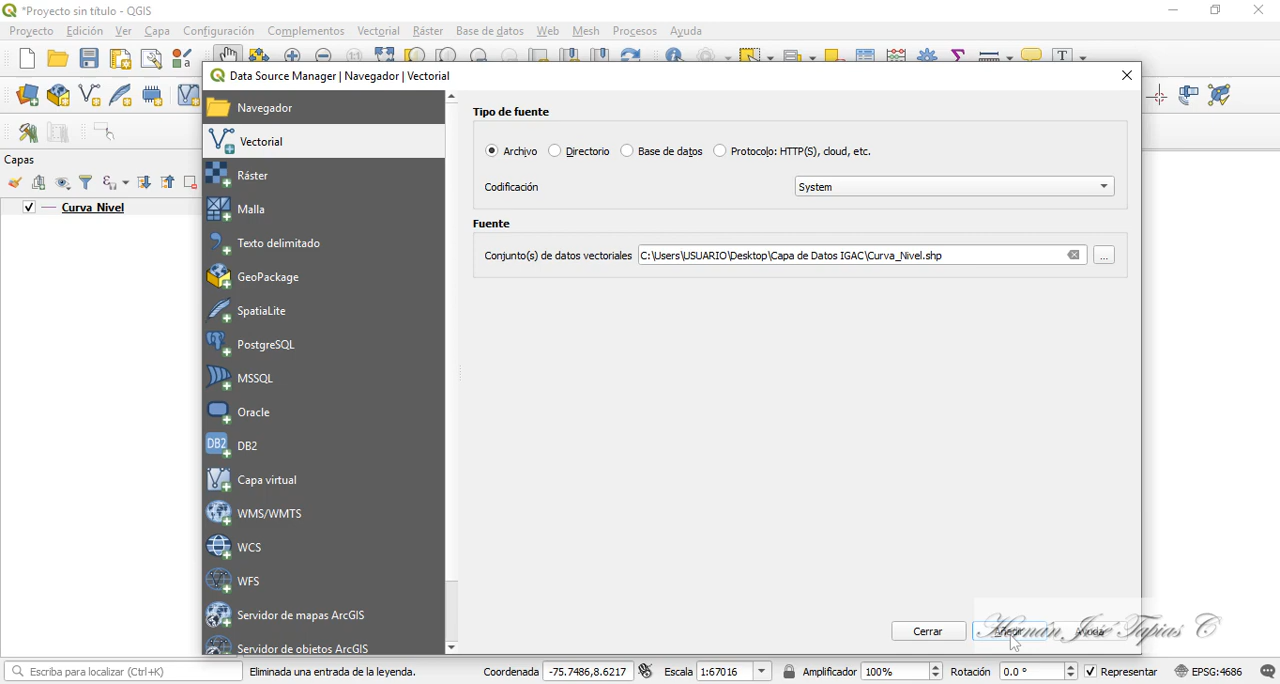 *Proyecto sin título - QGIS
Proyecto Edición Ver Capa Configuración Complementos Vectorial Ráster Base de datos Web Mesh Procesos Ayuda
Data Source Manager | Navegador | Vectorial
Capas
Curva_Nivel
Navegador
Vectorial
Ráster
Malla
Texto delimitado
GeoPackage
SpatiaLite
PostgreSQL
MSSQL
Oracle
DB2
DB2
Capa virtual
WMS/WMTS
WCS
WFS
Servidor de mapas ArcGIS
Servidor de objetos ArcGIS
Tipo de fuente
Archivo Directorio Base de datos Protocolo: HTTP(S), cloud, etc.
Codificación System
Fuente
Conjunto(s) de datos vectoriales C:\Users\USUARIO\Desktop\Capa de Datos IGAC\Curva_Nivel.shp ...
Cerrar Añadir Ayuda
Hernán José Tapias C
Escriba para localizar (Ctrl+K) Eliminada una entrada de la leyenda. Coordenada -75.7486,8.6217 Escala 1:67016 Amplificador 100% Rotación 0.0 ° Representar EPSG:4686